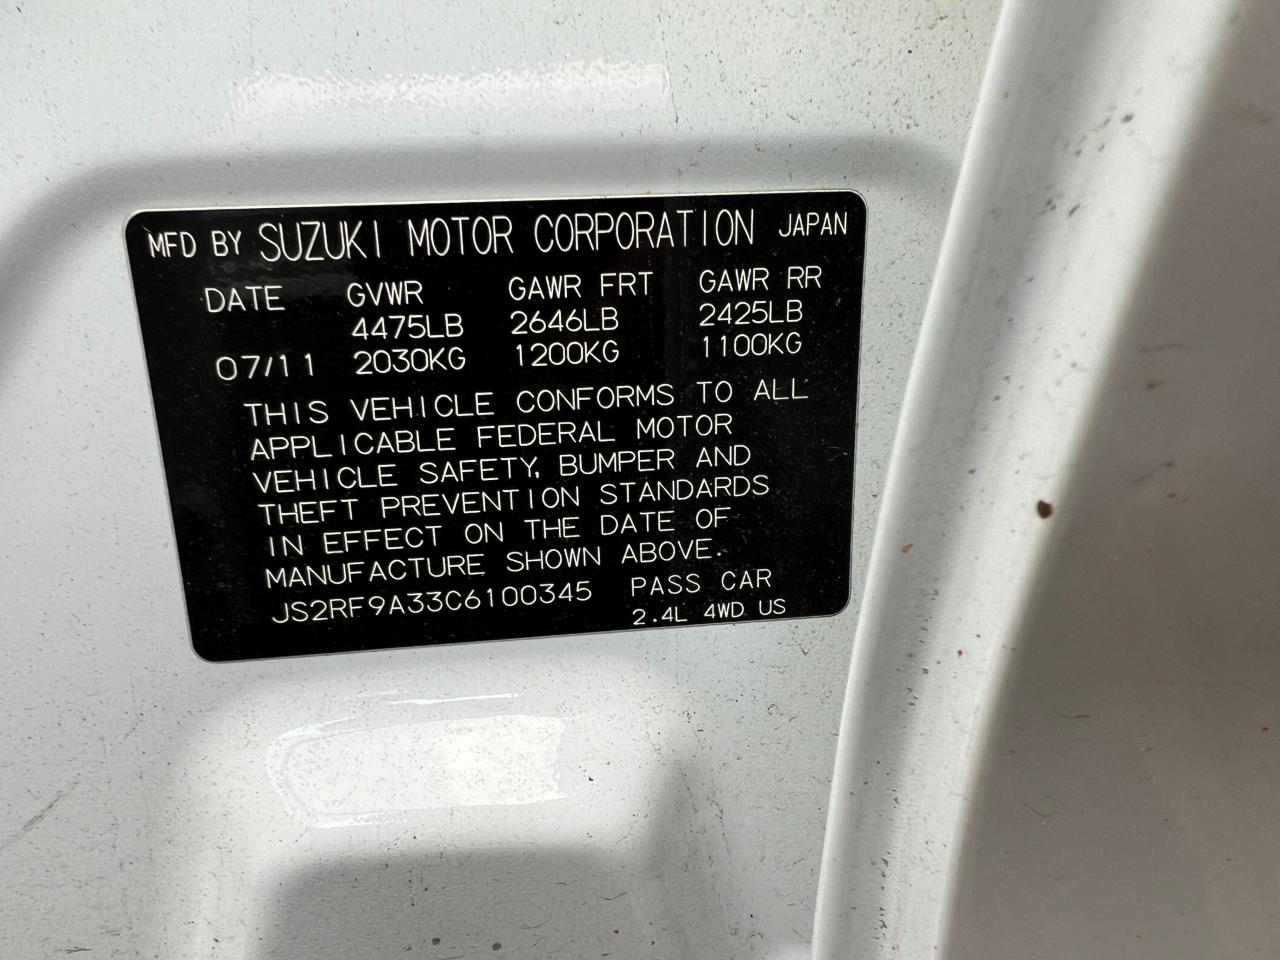 MFD BY SUZUKI MOTOR CORPORATION JAPAN
DATE GVWR GAWR FRT GAWR RR
4475LB 2646LB 2425LB
07/11 2030KG 1200KG 1100KG
THIS VEHICLE CONFORMS TO ALL
APPLICABLE FEDERAL MOTOR
VEHICLE SAFETY, BUMPER AND
THEFT PREVENTION STANDARDS
IN EFFECT ON THE DATE OF
MANUFACTURE SHOWN ABOVE.
JS2RF9A33C6100345 PASS CAR
2.4L 4WD US